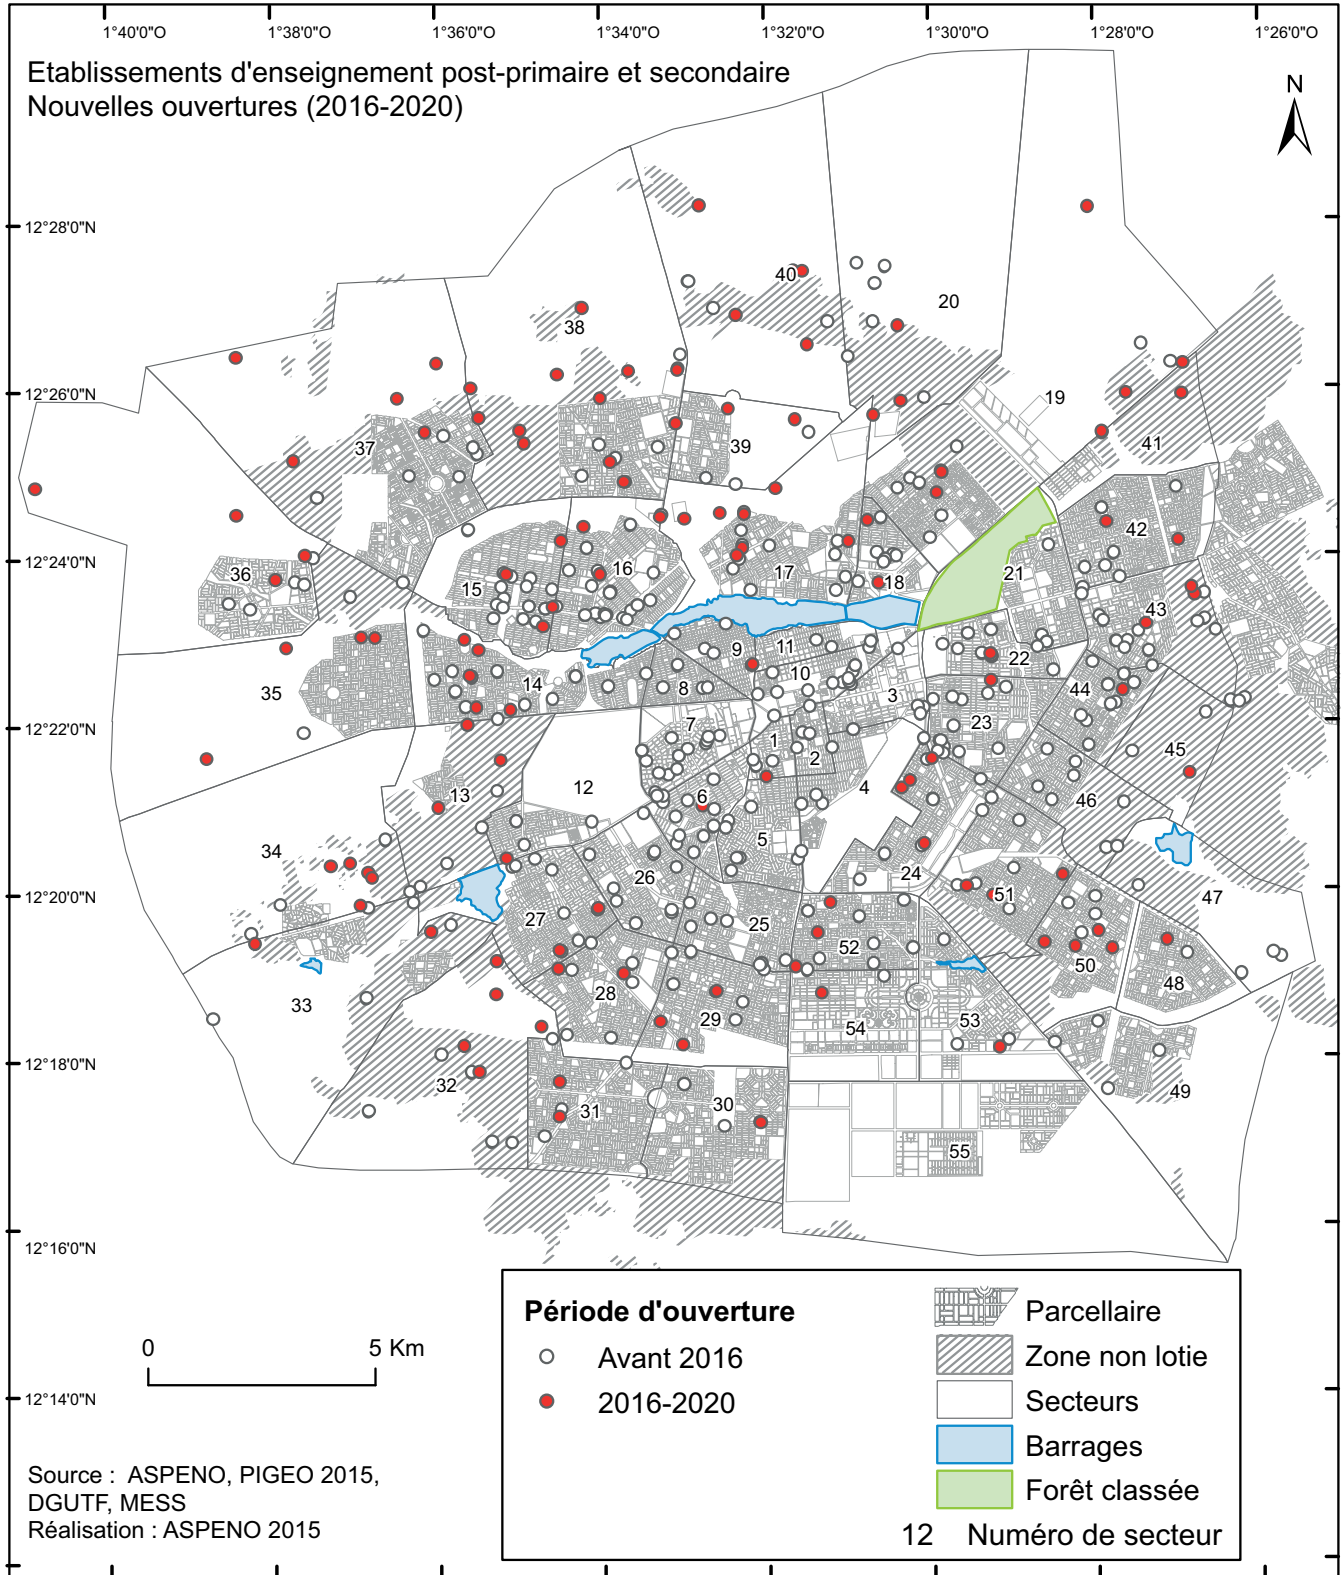 1°40'0"O
1°38'0"O
1°36'0"O
1°34'0"O
1°32'0"O
1°30'0"O
1°28'0"O
1°26'0"O
Etablissements d'enseignement post-primaire et secondaire
Nouvelles ouvertures (2016-2020)
N
12°28'0"N
12°26'0"N
12°24'0"N
12°22'0"N
12°20'0"N
12°18'0"N
12°16'0"N
12°14'0"N
40
20
38
19
37
39
41
42
36
15
16
17
18
21
43
35
14
9
11
10
8
3
22
44
7
1
2
23
45
13
12
6
4
46
34
5
26
24
51
47
27
25
52
50
48
33
28
29
54
53
32
31
30
49
55
0
5 Km
Période d'ouverture
Avant 2016
2016-2020
Parcellaire
Zone non lotie
Secteurs
Barrages
Forêt classée
12 Numéro de secteur
Source : ASPENO, PIGEO 2015,
DGUTF, MESS
Réalisation : ASPENO 2015